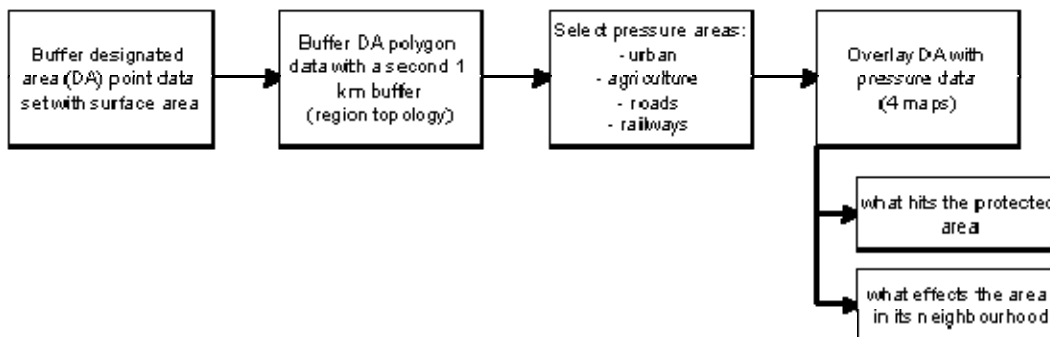 Buffer designated
area (DA) point data
set with surface area
Buffer DA polygon
data with a second 1
km buffer
(region topology)
Select pressure areas:
- urban
- agriculture
- roads
- railways
Overlay DA with
pressure data
(4 maps)
what hits the protected
area
what effects the area
in its neighbourhood